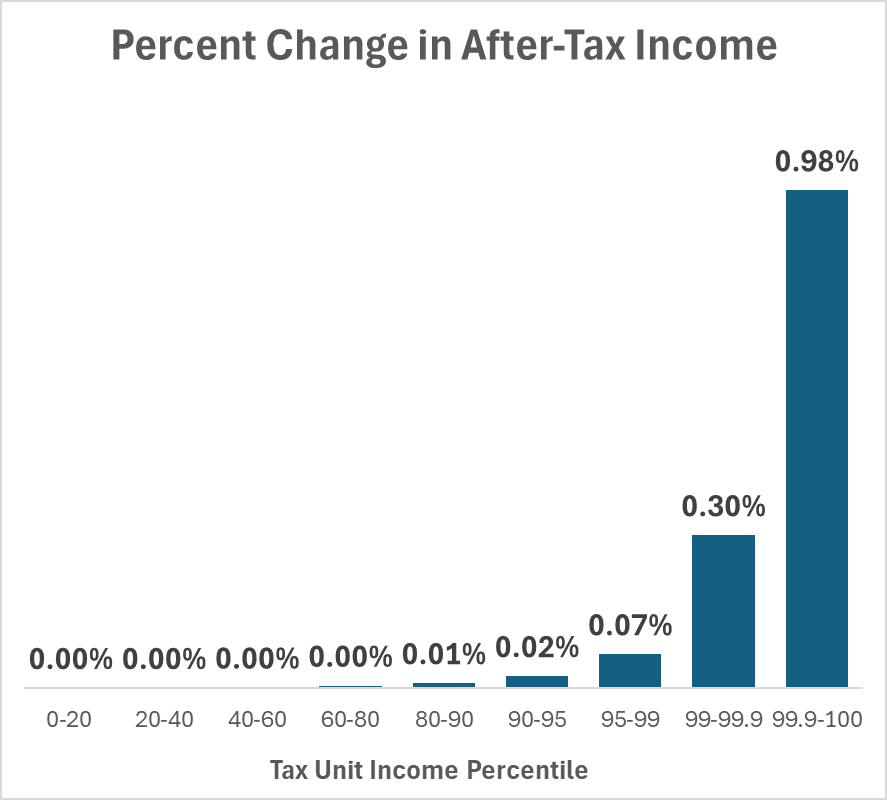 Percent Change in After-Tax Income
0.98%
0.30%
0.07%
0.00% 0.00% 0.00% 0.00% 0.01% 0.02%
0-20 20-40 40-60 60-80 80-90 90-95 95-99 99-99.9 99.9-100
Tax Unit Income Percentile